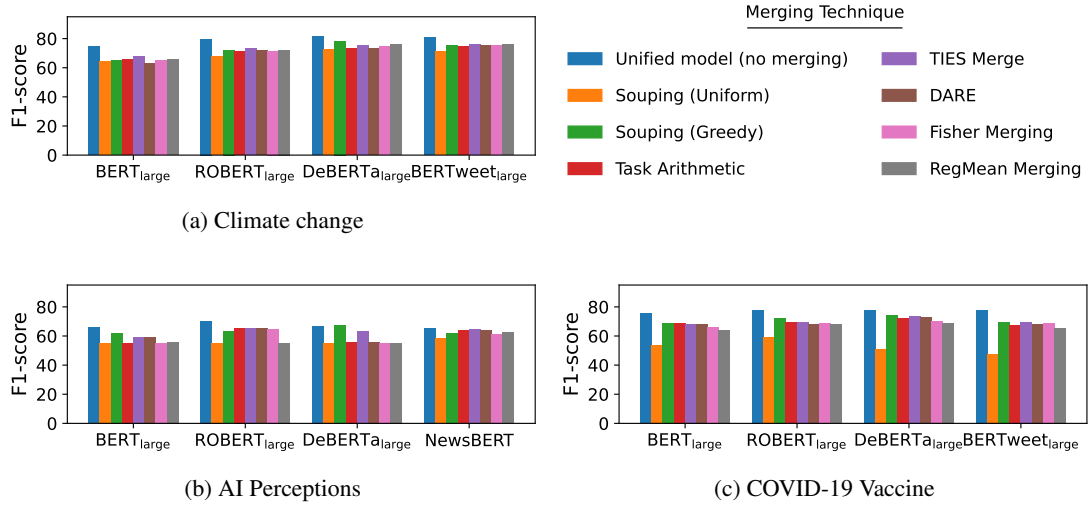 Merging Technique
Unified model (no merging)
Souping (Uniform)
Souping (Greedy)
Task Arithmetic
TIES Merge
DARE
Fisher Merging
RegMean Merging
F1-score
80
60
40
20
0
BERTlarge ROBERTlarge DeBERTalarge BERTweetlarge
(a) Climate change
F1-score
80
60
40
20
0
BERTlarge ROBERTlarge DeBERTalarge NewsBERT
(b) AI Perceptions
F1-score
80
60
40
20
0
BERTlarge ROBERTlarge DeBERTalarge BERTweetlarge
(c) COVID-19 Vaccine